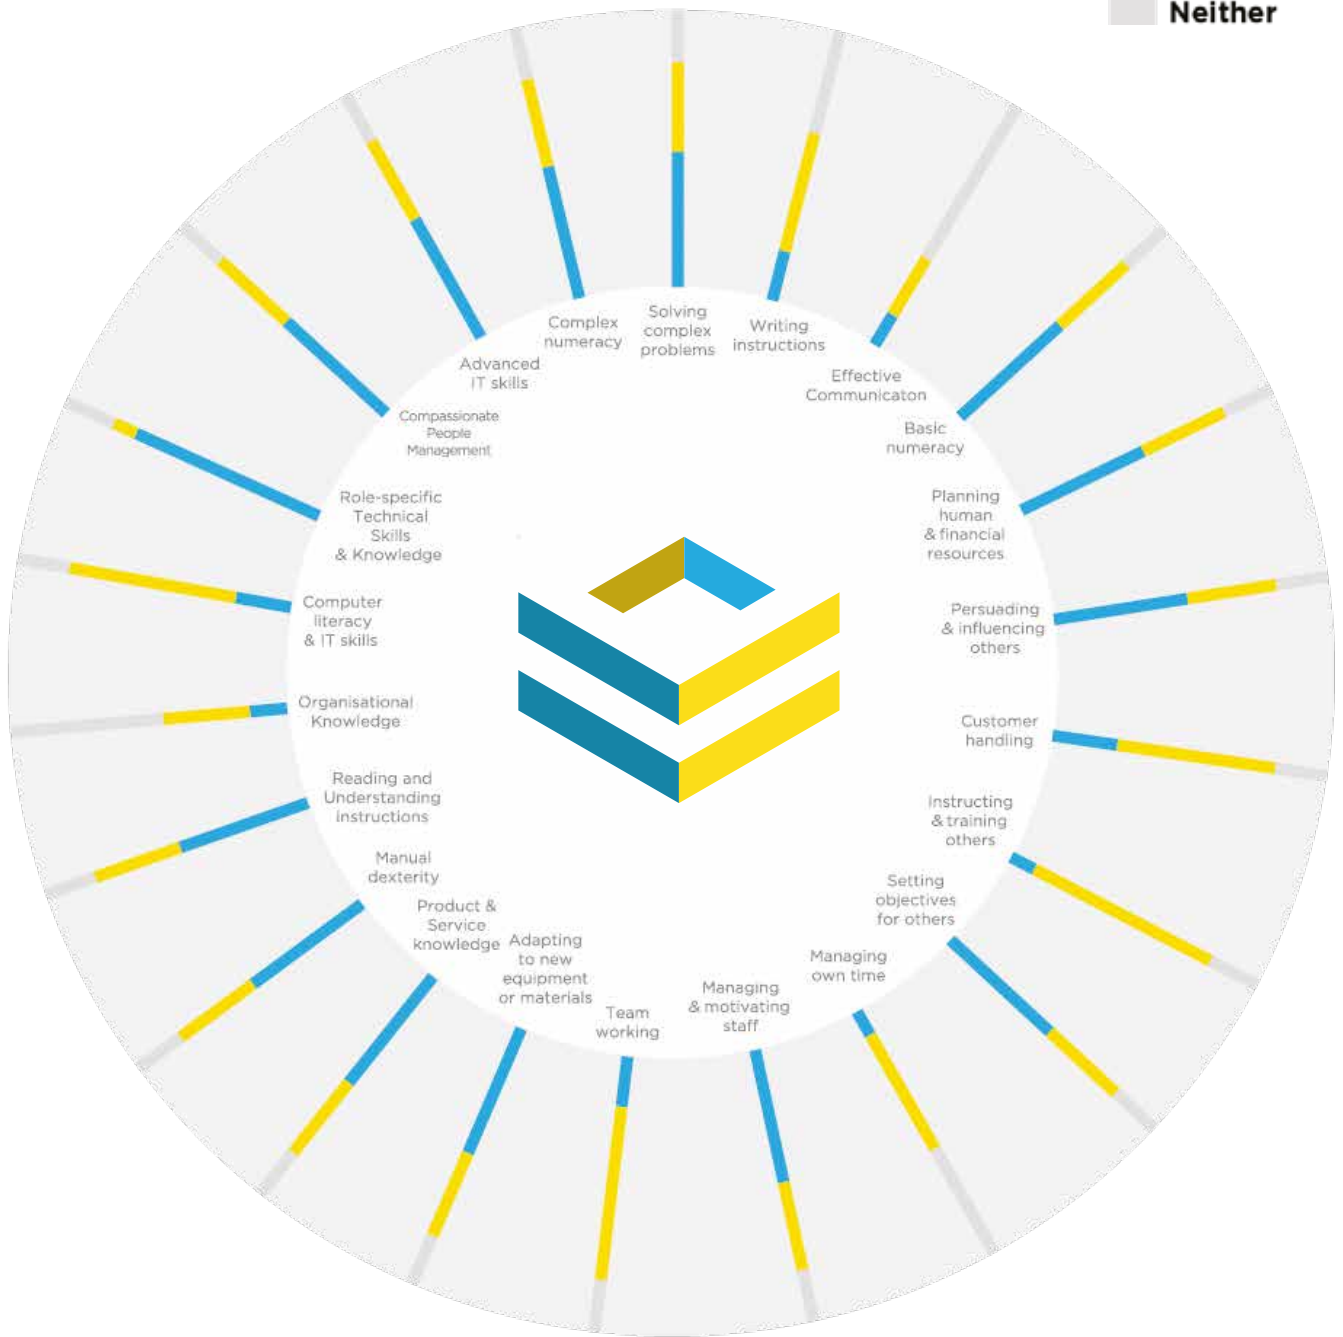 Neither
Solving
complex
problems
Writing
instructions
Effective
Communicaton
Basic
numeracy
Planning
human
& financial
resources
Persuading
& influencing
others
Customer
handling
Instructing
& training
others
Setting
objectives
for others
Managing
own time
Managing
& motivating
staff
Team
working
Adapting
to new
equipment
or materials
Product &
Service
knowledge
Manual
dexterity
Reading and
Understanding
instructions
Organisational
Knowledge
Computer
literacy
& IT skills
Role-specific
Technical
Skills
& Knowledge
Compassionate
People
Management
Advanced
IT skills
Complex
numeracy